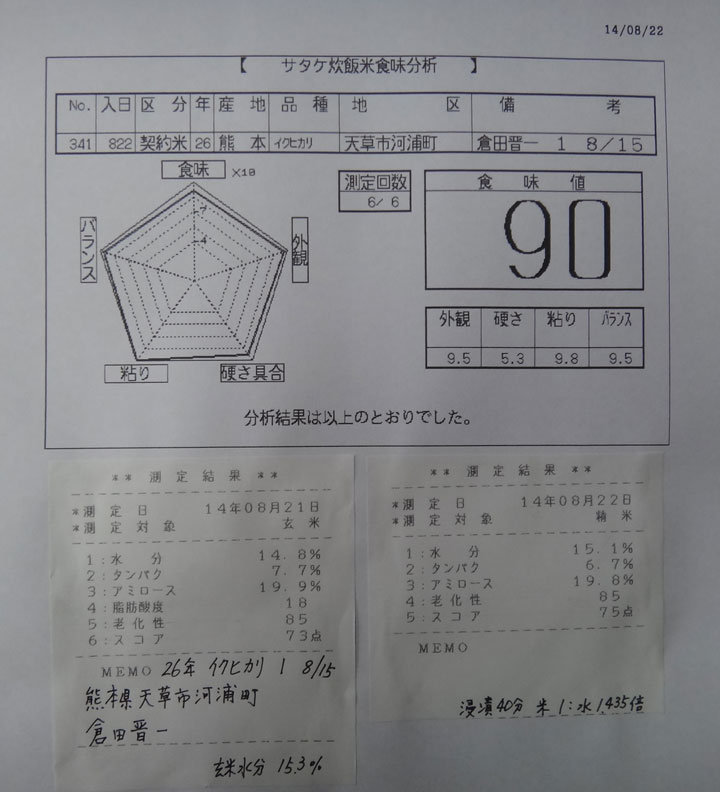 14/08/22
【 サタケ炊飯米食味分析 】
No. 入日 区分 年 産地 品種 地区 備考
341 822 契約米 26 熊本 イクヒカリ 天草市河浦町 倉田晋一 1 8/15
食味 ×10
7
4
バランス
外観
粘り
硬さ具合
測定回数
6/ 6
食味値
90
外観 硬さ 粘り バランス
9.5 5.3 9.8 9.5
分析結果は以上のとおりでした。
** 測定結果 **
*測定日 14年08月21日
*測定対象 玄米
1:水分 14.8%
2:タンパク 7.7%
3:アミロース 19.9%
4:脂肪酸度 18
5:老化性 85
6:スコア 73点
MEMO 26年 イクヒカリ 1 8/15
熊本県天草市河浦町
倉田晋一
玄米水分 15.3%
** 測定結果 **
*測定日 14年08月22日
*測定対象 精米
1:水分 15.1%
2:タンパク 6.7%
3:アミロース 19.8%
4:老化性 85
5:スコア 75点
MEMO
浸漬40分 米1:水1.435倍